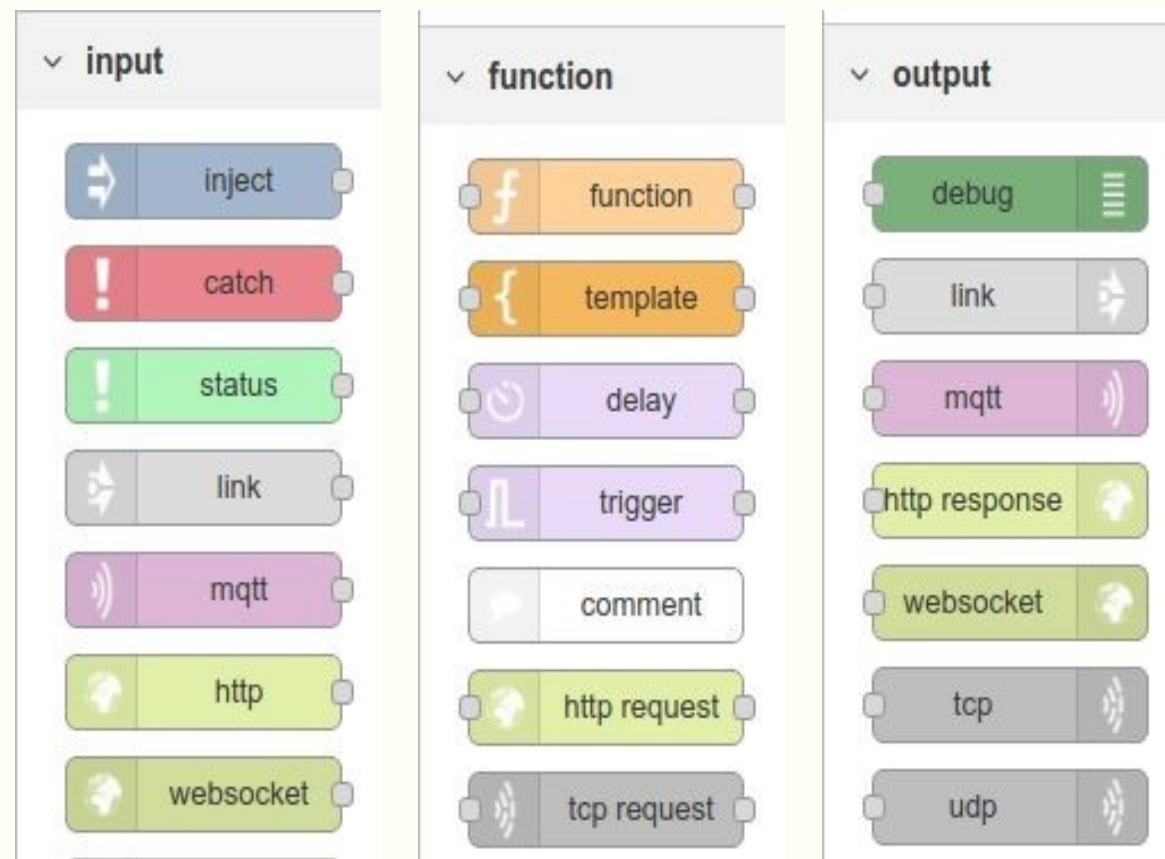 input
inject
catch
status
link
mqtt
http
websocket
function
function
template
delay
trigger
comment
http request
tcp request
output
debug
link
mqtt
http response
websocket
tcp
udp